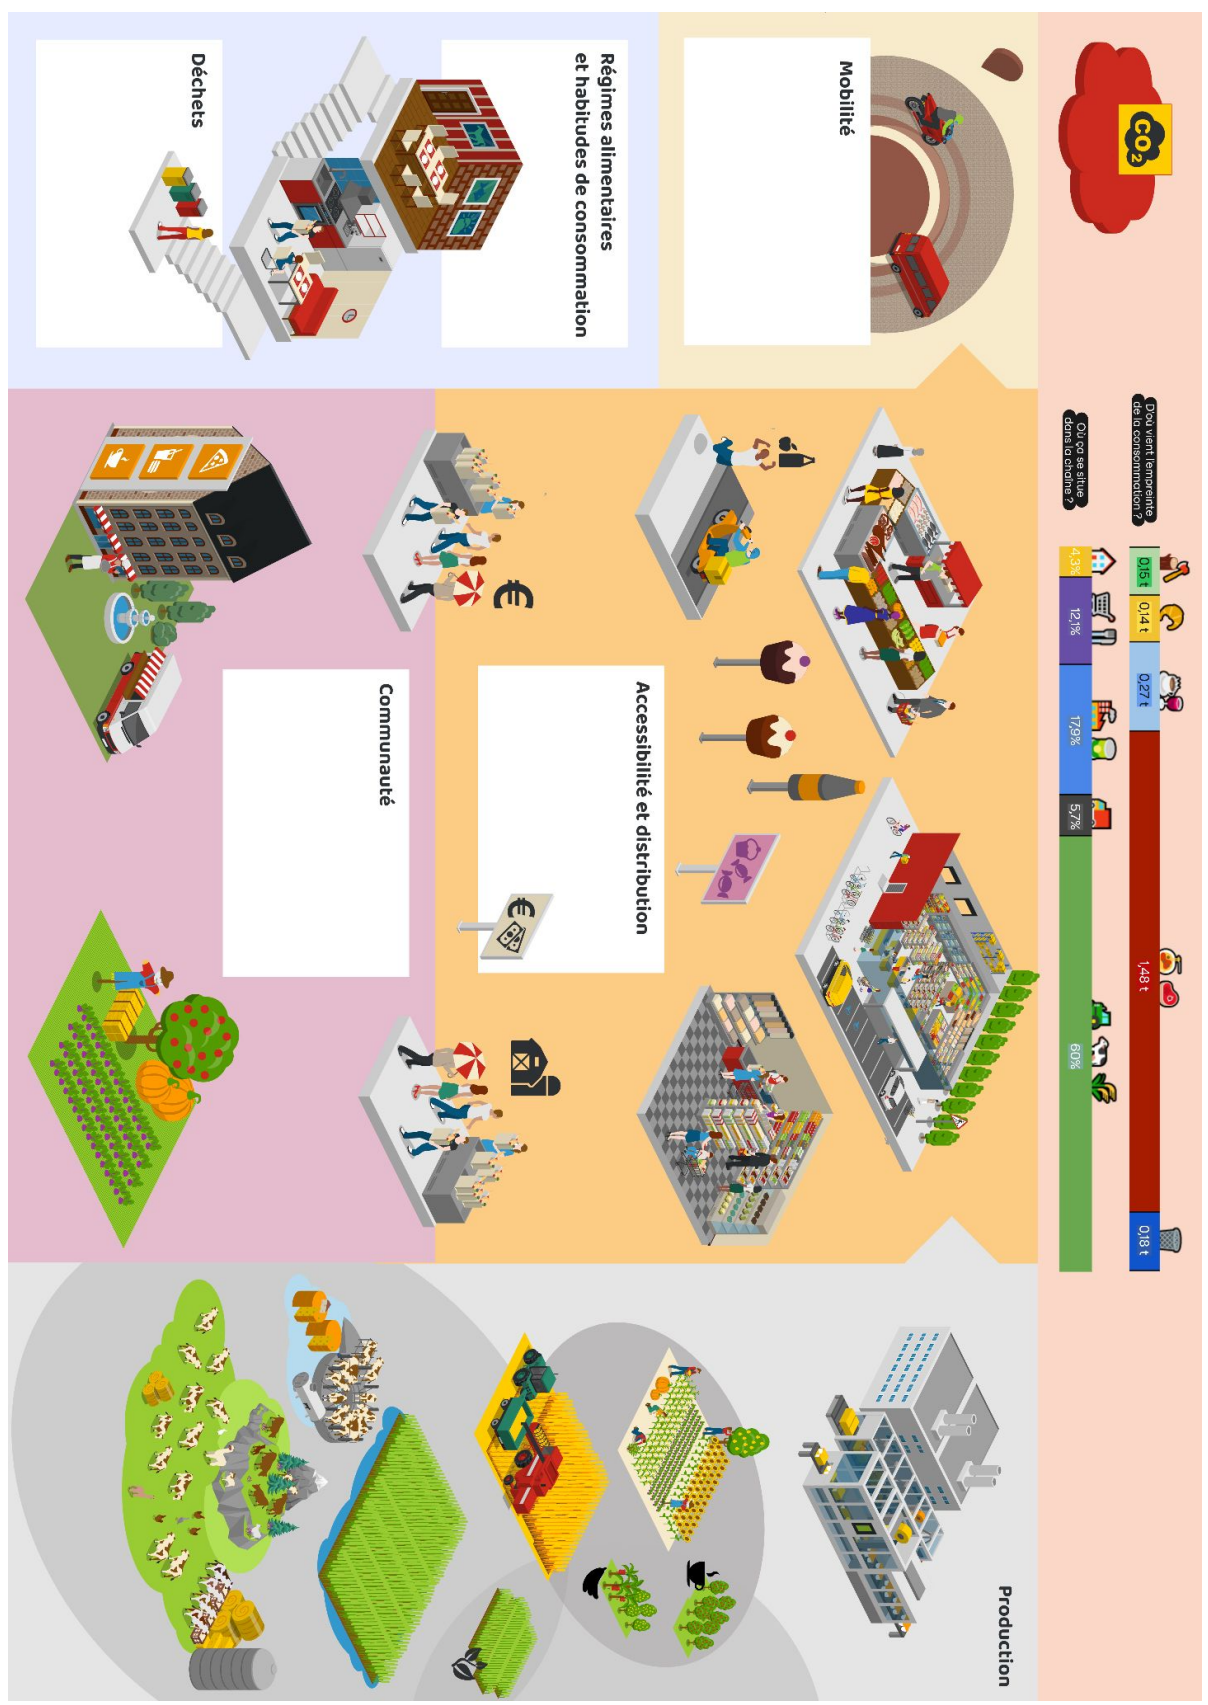 CO₂
D'où vient l'empreinte
de la consommation ?
0,15 t
0,14 t
0,27 t
1,48 t
0,18 t
Où ça se situe
dans la chaîne ?
4,3%
12,1%
17,9%
5,7%
60%
Mobilité
Régimes alimentaires
et habitudes de consommation
Déchets
€
Accessibilité et distribution
€
Communauté
Production